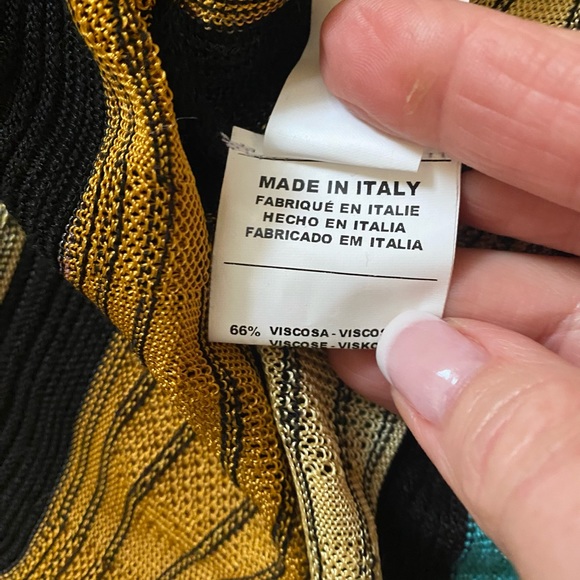 MADE IN ITALY
FABRIQUÉ EN ITALIE
HECHO EN ITALIA
FABRICADO EM ITALIA
66% VISCOSA - 
VISCOSE -